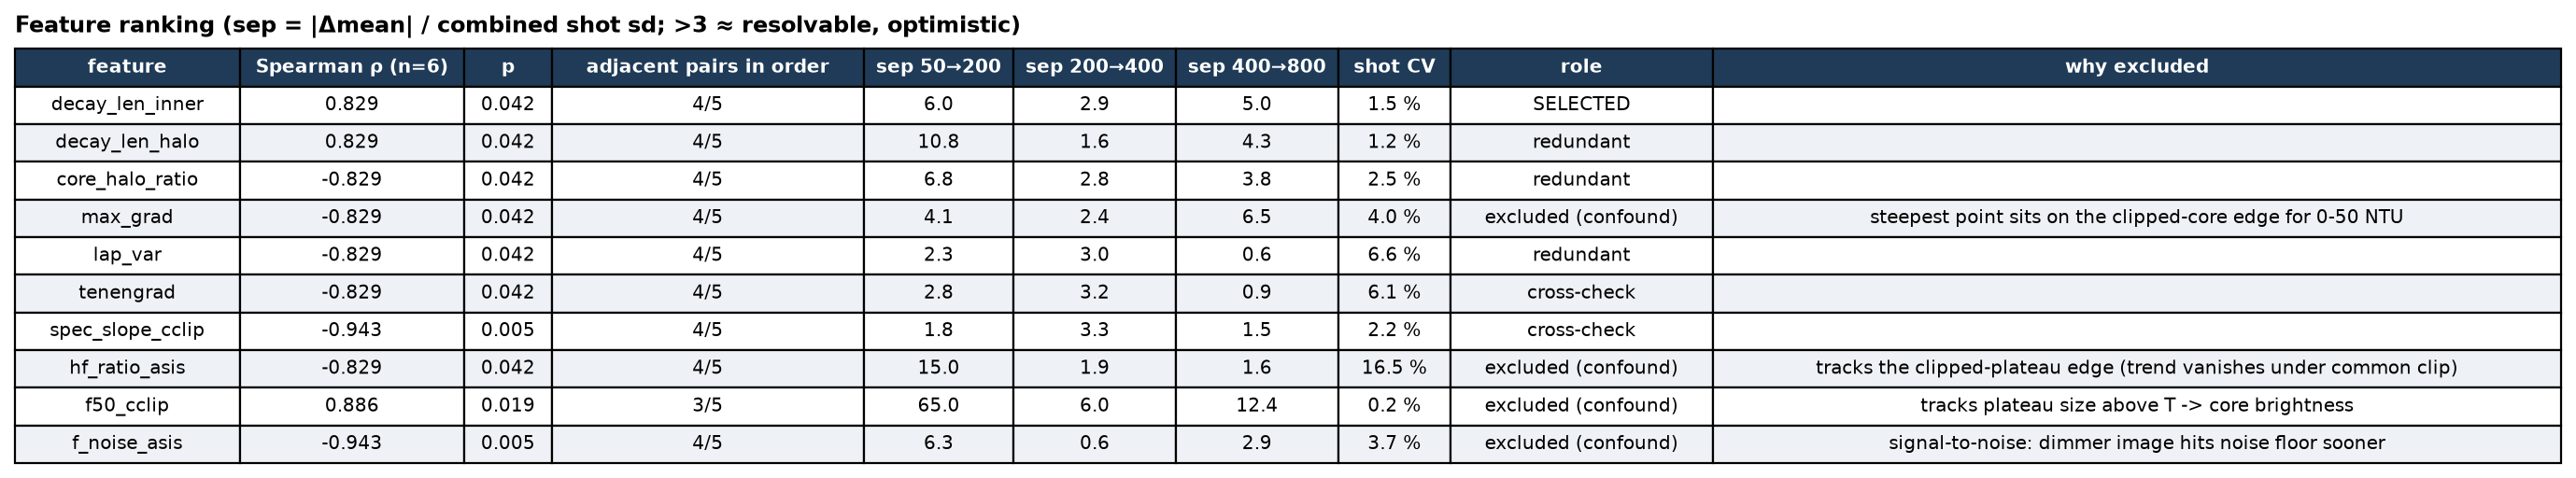 Feature ranking (sep = |Δmean| / combined shot sd; >3 ≈ resolvable, optimistic)
feature Spearman ρ (n=6) p adjacent pairs in order sep 50→200 sep 200→400 sep 400→800 shot CV role why excluded
decay_len_inner 0.829 0.042 4/5 6.0 2.9 5.0 1.5 % SELECTED
decay_len_halo 0.829 0.042 4/5 10.8 1.6 4.3 1.2 % redundant
core_halo_ratio -0.829 0.042 4/5 6.8 2.8 3.8 2.5 % redundant
max_grad -0.829 0.042 4/5 4.1 2.4 6.5 4.0 % excluded (confound) steepest point sits on the clipped-core edge for 0-50 NTU
lap_var -0.829 0.042 4/5 2.3 3.0 0.6 6.6 % redundant
tenengrad -0.829 0.042 4/5 2.8 3.2 0.9 6.1 % cross-check
spec_slope_cclip -0.943 0.005 4/5 1.8 3.3 1.5 2.2 % cross-check
hf_ratio_asis -0.829 0.042 4/5 15.0 1.9 1.6 16.5 % excluded (confound) tracks the clipped-plateau edge (trend vanishes under common clip)
f50_cclip 0.886 0.019 3/5 65.0 6.0 12.4 0.2 % excluded (confound) tracks plateau size above T -> core brightness
f_noise_asis -0.943 0.005 4/5 6.3 0.6 2.9 3.7 % excluded (confound) signal-to-noise: dimmer image hits noise floor sooner